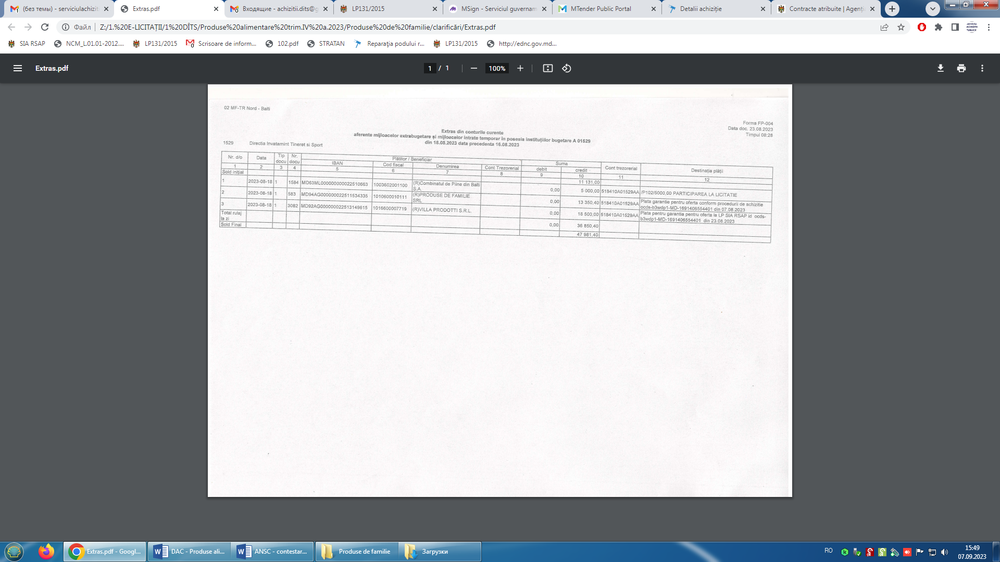 (без темы) - serviciulachizit
Extras.pdf
Входящие - achizitii.dits@g
LP131/2015
MSign - Serviciul guvernam
MTender Public Portal
Detalii achiziție
Contracte atribuite | Agenți
Файл
Z:/1.%20E-LICITAȚII/1%20DÎTS/Produse%20alimentare%20trim.IV%20a.2023/Produse%20de%20familie/clarificări/Extras.pdf
SIA RSAP
NCM_L.01.01-2012....
LP131/2015
Scrisoare de inform...
102.pdf
STRATAN
Reparația podului r...
LP131/2015
http://ednc.gov.md...
Extras.pdf
1 / 1
100%
02 MF-TR Nord - Balti
Forma FP-004
Data doc. 23.08.2023
Timpul 08:28
Extras din conturile curente
aferente mijloacelor extrabugetare și mijloacelor intrate temporar în posesia instituțiilor bugetare A 01529
din 18.08.2023 data precedenta 16.08.2023
1529 Directia Invatamint Tineret si Sport
Nr. d/o Data Tip docu Nr. docu Plătitor / Beneficiar Suma Cont trezorerial Destinația plății
IBAN Cod fiscal Denumirea Cont Trezorerial debit credit
1 2 3 4 5 6 7 8 9 10 11 12
Sold initial 11 131,00
1 2023-08-18 1 1584 MD63ML000000000022510663 1003602001100 (R)Combinatul de Piine din Balti S.A. 0,00 5 000,00 518410A01529AA /P102/5000,00 PARTICIPAREA LA LICITATIE
2 2023-08-18 1 583 MD94AG000000022511534335 1010600010111 (R)PRODUSE DE FAMILIE SRL 0,00 13 350,40 518410A01529AA Plata garantie pentru oferta conform procedurii de achizitie ocds-b3wdp1-MD-1691406554401 din 07.08.2023
3 2023-08-18 1 3082 MD92AG000000022513149615 1016600007719 (R)VILLA PRODOTTI S.R.L. 0,00 18 500,00 518410A01529AA Plata pentru garantia pentru oferta la LP SIA RSAP id ocds-b3wdp1-MD-1691406554401 din 23.08.2023
Total rulaj la zi 0,00 36 850,40
Sold Final 47 981,40
Extras.pdf - Googl...
DAC - Produse ali...
ANSC - contestar...
Produse de familie
Загрузки
RO
15:49
07.09.2023